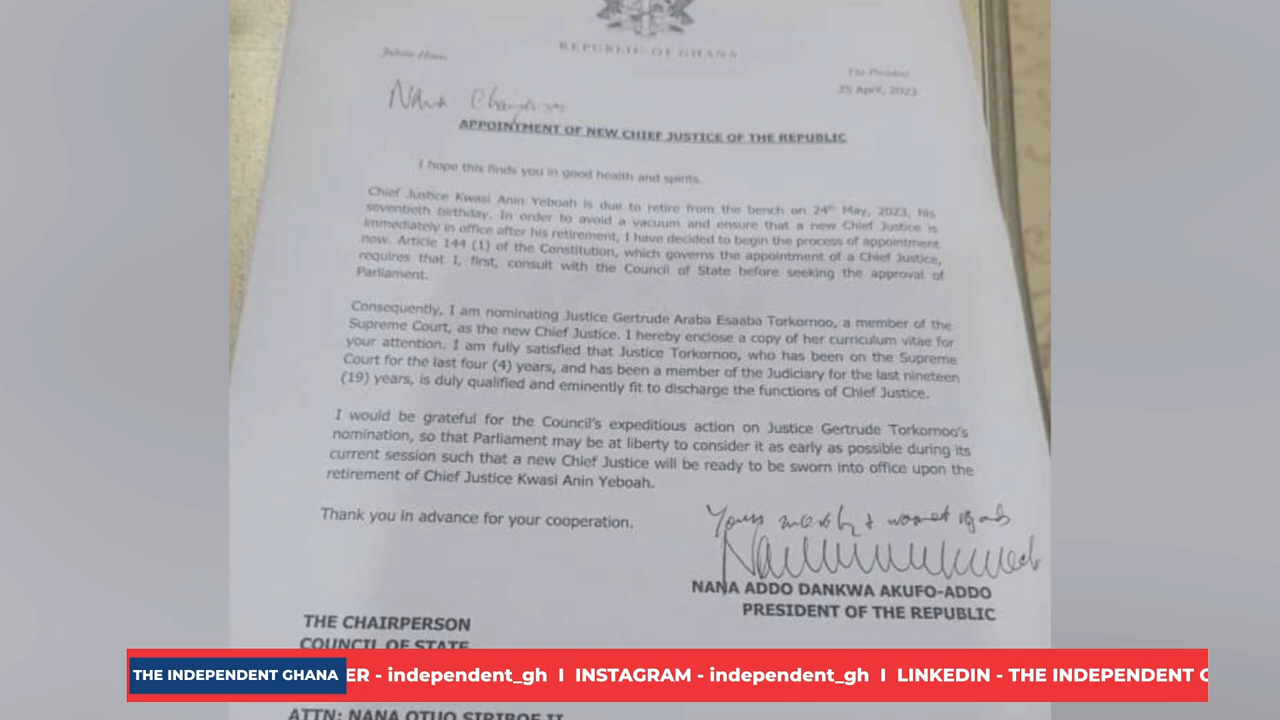 REPUBLIC OF GHANA
Jubilee House
The President
25 April, 2023
Nana Chairperson
APPOINTMENT OF NEW CHIEF JUSTICE OF THE REPUBLIC
I hope this finds you in good health and spirits.
Chief Justice Kwasi Anin Yeboah is due to retire from the bench on 24th May, 2023, his
seventieth birthday. In order to avoid a vacuum and ensure that a new Chief Justice is
immediately in office after his retirement, I have decided to begin the process of appointment
now. Article 144 (1) of the Constitution, which governs the appointment of a Chief Justice,
requires that I, first, consult with the Council of State before seeking the approval of
Parliament.
Consequently, I am nominating Justice Gertrude Araba Esaaba Torkornoo, a member of the
Supreme Court, as the new Chief Justice. I hereby enclose a copy of her curriculum vitae for
your attention. I am fully satisfied that Justice Torkornoo, who has been on the Supreme
Court for the last four (4) years, and has been a member of the Judiciary for the last nineteen
(19) years, is duly qualified and eminently fit to discharge the functions of Chief Justice.
I would be grateful for the Council's expeditious action on Justice Gertrude Torkornoo's
nomination, so that Parliament may be at liberty to consider it as early as possible during its
current session such that a new Chief Justice will be ready to be sworn into office upon the
retirement of Chief Justice Kwasi Anin Yeboah.
Thank you in advance for your cooperation.
Yours
NANA ADDO DANKWA AKUFO-ADDO
PRESIDENT OF THE REPUBLIC
THE CHAIRPERSON
COUNCIL OF STATE
THE INDEPENDENT GHANA
ER - independent_gh I INSTAGRAM - independent_gh I LINKEDIN - THE INDEPENDENT G
ATTN: NANA OTUO SIRIBOE II